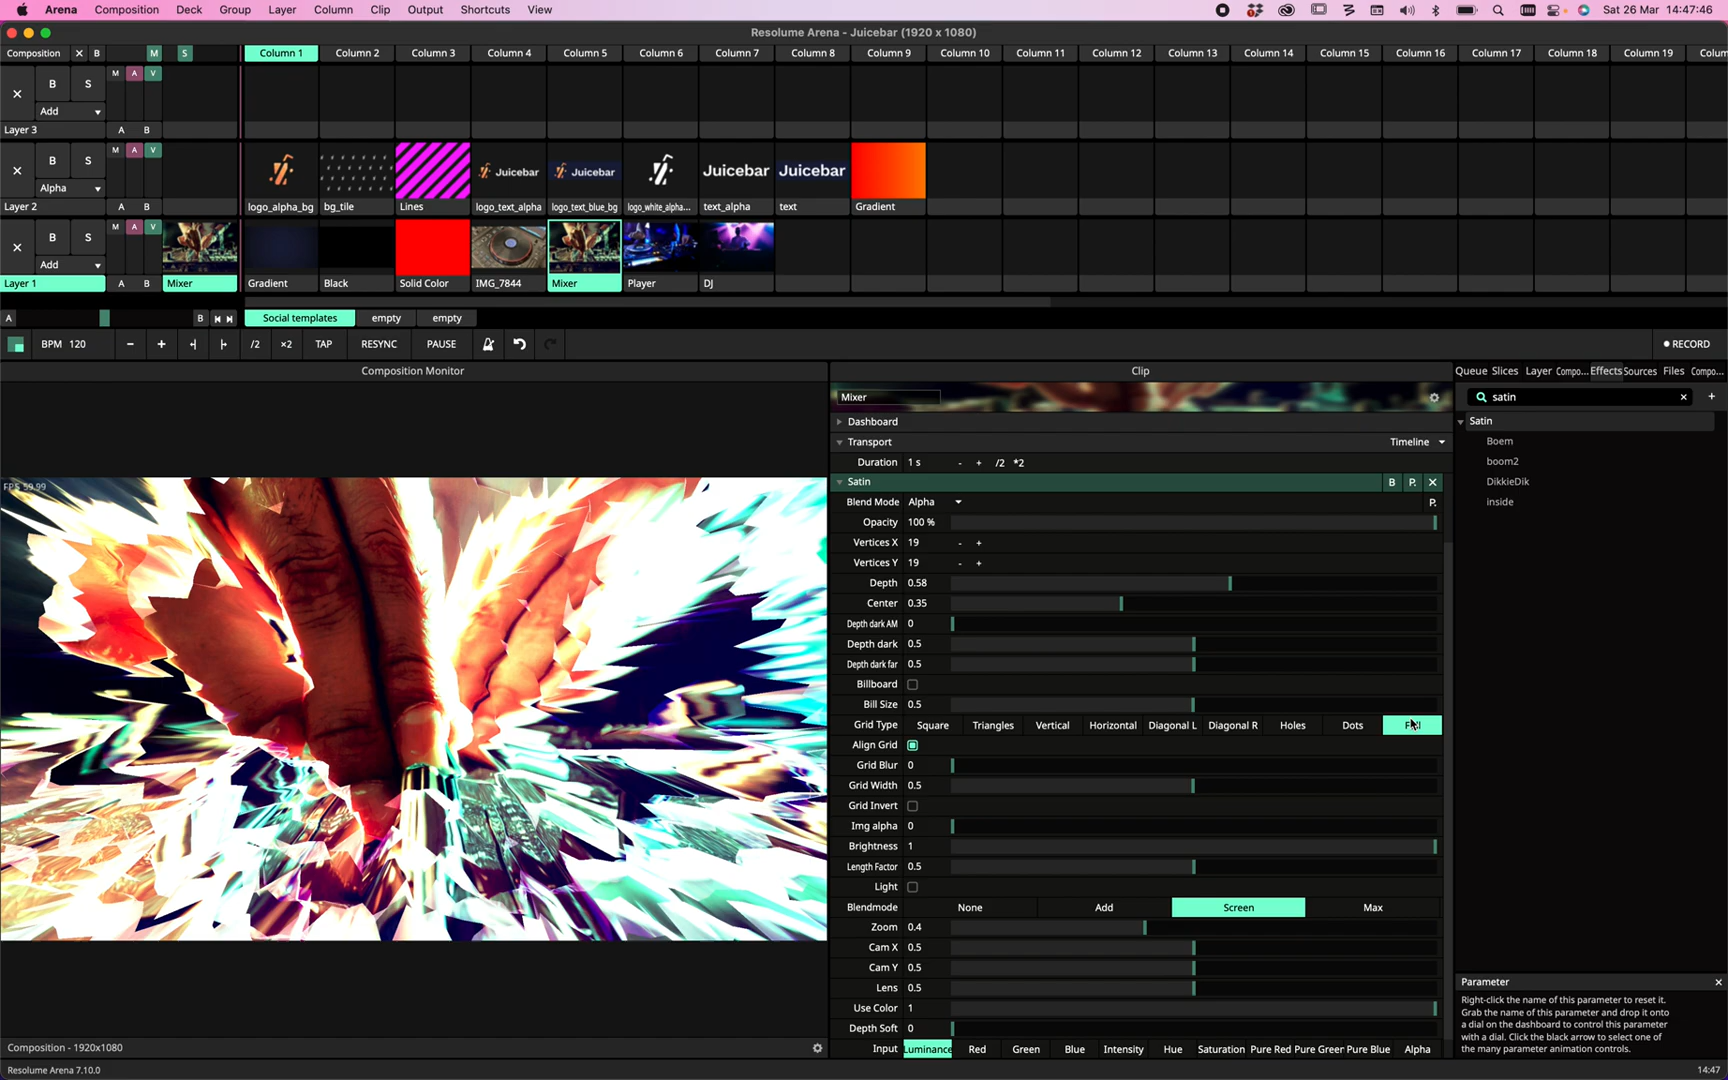 Arena Composition Deck Group Layer Column Clip Output Shortcuts View Sat 26 Mar 14:47:46
Resolume Arena - Juicebar (1920 x 1080)
Composition B M S Column 1 Column 2 Column 3 Column 4 Column 5 Column 6 Column 7 Column 8 Column 9 Column 10 Column 11 Column 12 Column 13 Column 14 Column 15 Column 16 Column 17 Column 18 Column 19 Colum
M A V
B S
Add
Layer 3 A B
M A V
B S
Juicebar Juicebar Juicebar Juicebar
Alpha
Layer 2 A B logo_alpha_bg bg_tile Lines logo_text_alpha logo_text_blue_bg logo_white_alpha... text_alpha text Gradient
M A V
B S
Add
Layer 1 A B Mixer Gradient Black Solid Color IMG_7844 Mixer Player DJ
A B Social templates empty empty
BPM 120 - + /2 ×2 TAP RESYNC PAUSE RECORD
Composition Monitor Clip Queue Slices Layer Compo... Effects Sources Files Compo...
Mixer satin +
Dashboard Satin
Transport Timeline Boem
Duration 1 s - + /2 *2 boom2
FPS 59.99 Satin B P. DikkieDik
Blend Mode Alpha P. inside
Opacity 100 %
Vertices X 19 - +
Vertices Y 19 - +
Depth 0.58
Center 0.35
Depth dark AM 0
Depth dark 0.5
Depth dark far 0.5
Billboard
Bill Size 0.5
Grid Type Square Triangles Vertical Horizontal Diagonal L Diagonal R Holes Dots
Align Grid
Grid Blur 0
Grid Width 0.5
Grid Invert
Img alpha 0
Brightness 1
Length Factor 0.5
Light
Blendmode None Add Screen Max
Zoom 0.4
Cam X 0.5
Cam Y 0.5
Lens 0.5
Use Color 1
Depth Soft 0
Input Luminance Red Green Blue Intensity Hue Saturation Pure Red Pure Greer Pure Blue Alpha
Parameter
Right-click the name of this parameter to reset it.
Grab the name of this parameter and drop it onto
a dial on the dashboard to control this parameter
with a dial. Click the black arrow to select one of
the many parameter animation controls.
Composition - 1920x1080
Resolume Arena 7.10.0 14:47